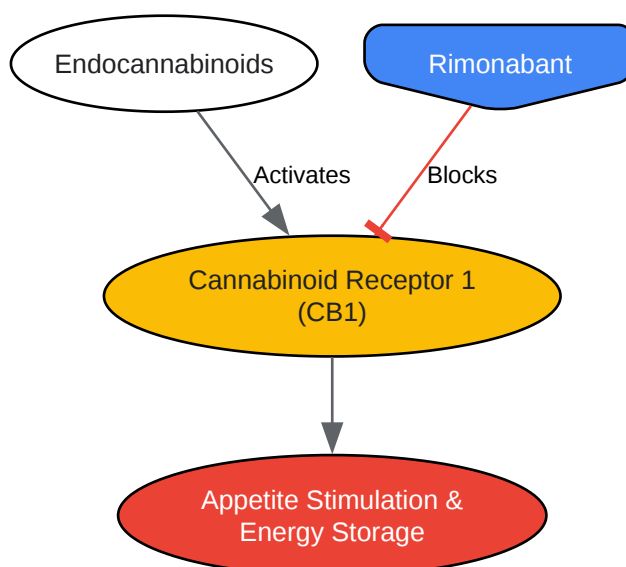 Endocannabinoids
Rimonabant
Activates
Blocks
Cannabinoid Receptor 1
(CB1)
Appetite Stimulation &
Energy Storage